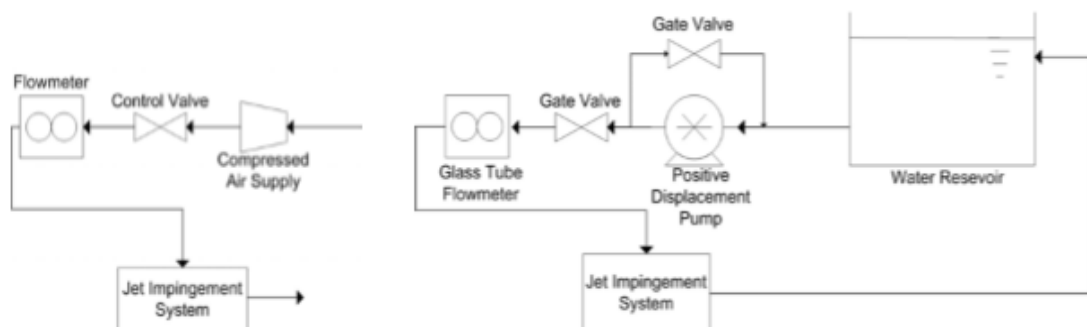 Flowmeter
Control Valve
Compressed
Air Supply
Jet Impingement
System
Gate Valve
Gate Valve
Glass Tube
Flowmeter
Positive
Displacement
Pump
Water Resevoir
Jet Impingement
System